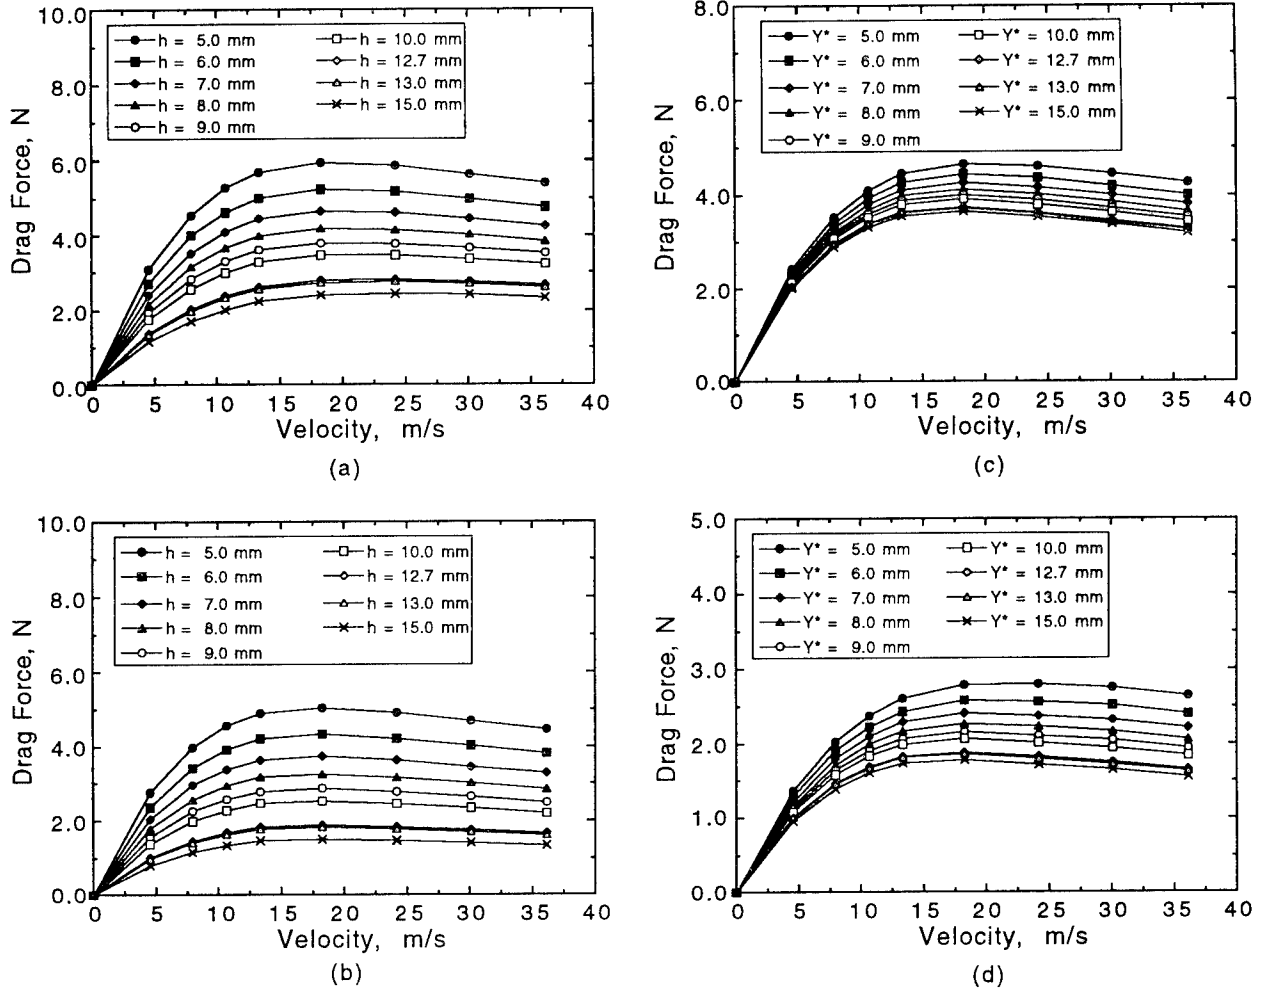 10.0
8.0
6.0
4.0
2.0
0.0
Drag Force, N
h = 5.0 mm
h = 6.0 mm
h = 7.0 mm
h = 8.0 mm
h = 9.0 mm
h = 10.0 mm
h = 12.7 mm
h = 13.0 mm
h = 15.0 mm
0 5 10 15 20 25 30 35 40
Velocity, m/s
(a)
8.0
6.0
4.0
2.0
0.0
Drag Force, N
Y* = 5.0 mm
Y* = 6.0 mm
Y* = 7.0 mm
Y* = 8.0 mm
Y* = 9.0 mm
Y* = 10.0 mm
Y* = 12.7 mm
Y* = 13.0 mm
Y* = 15.0 mm
0 5 10 15 20 25 30 35 40
Velocity, m/s
(c)
10.0
8.0
6.0
4.0
2.0
0.0
Drag Force, N
h = 5.0 mm
h = 6.0 mm
h = 7.0 mm
h = 8.0 mm
h = 9.0 mm
h = 10.0 mm
h = 12.7 mm
h = 13.0 mm
h = 15.0 mm
0 5 10 15 20 25 30 35 40
Velocity, m/s
(b)
5.0
4.0
3.0
2.0
1.0
0.0
Drag Force, N
Y* = 5.0 mm
Y* = 6.0 mm
Y* = 7.0 mm
Y* = 8.0 mm
Y* = 9.0 mm
Y* = 10.0 mm
Y* = 12.7 mm
Y* = 13.0 mm
Y* = 15.0 mm
0 5 10 15 20 25 30 35 40
Velocity, m/s
(d)